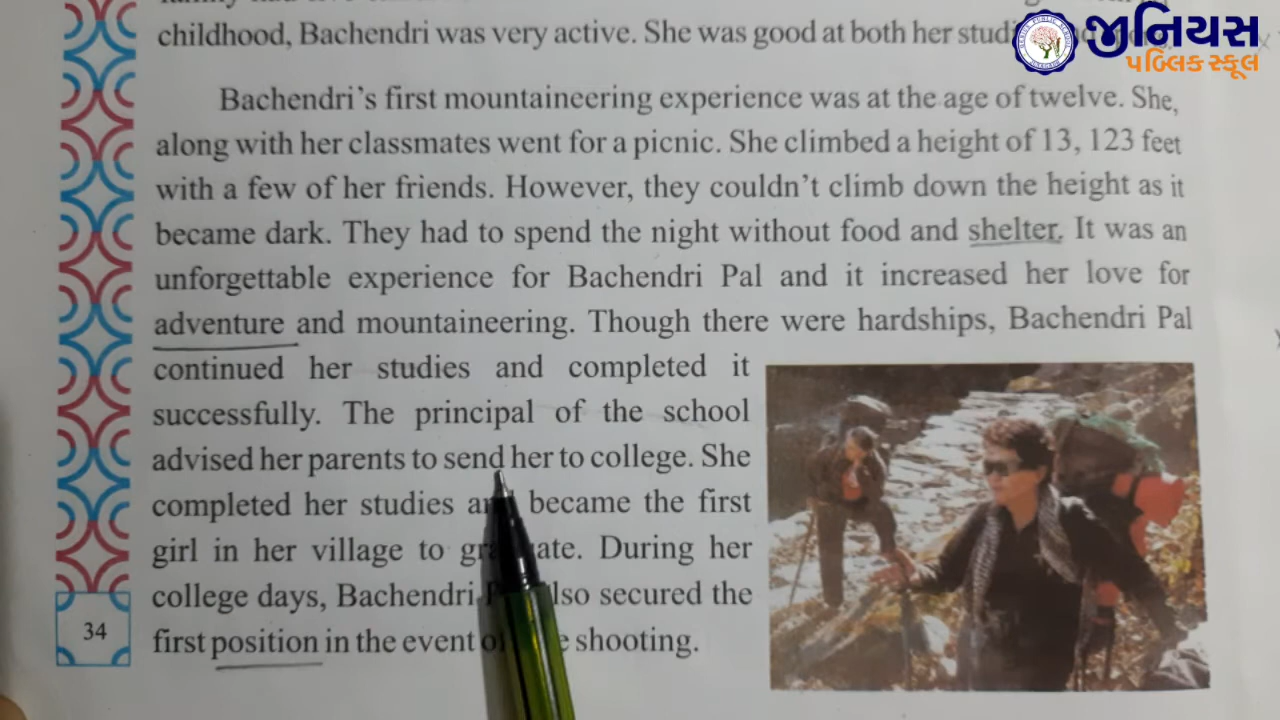 childhood, Bachendri was very active. She was good at both her
જીનિયસ
પબ્લિક સ્કૂલ
Bachendri's first mountaineering experience was at the age of twelve. She,
along with her classmates went for a picnic. She climbed a height of 13, 123 feet
with a few of her friends. However, they couldn't climb down the height as it
became dark. They had to spend the night without food and shelter. It was an
unforgettable experience for Bachendri Pal and it increased her love for
adventure and mountaineering. Though there were hardships, Bachendri Pal
continued her studies and completed it
successfully. The principal of the school
advised her parents to send her to college. She
completed her studies became the first
girl in her village to During her
college days, Bachendri secured the
first position in the event shooting.
34